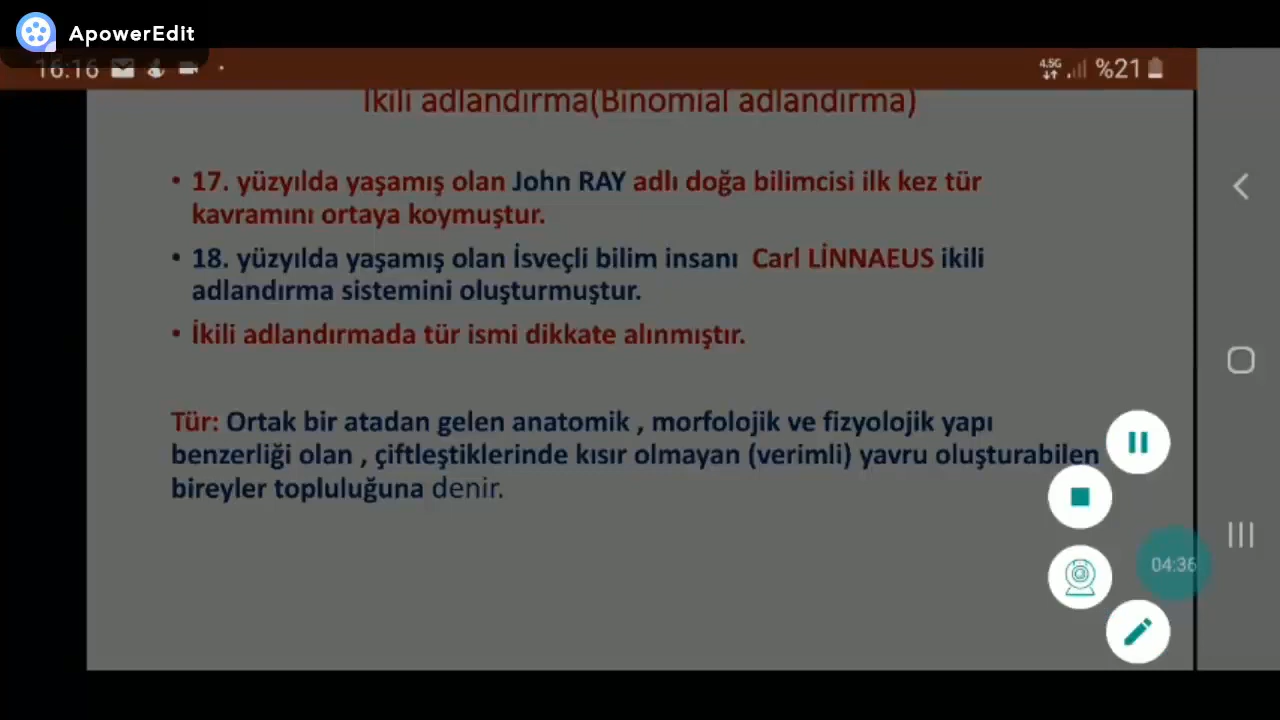 ApowerEdit
16:16
4.5G %21
İkili adlandırma(Binomial adlandırma)
• 17. yüzyılda yaşamış olan John RAY adlı doğa bilimcisi ilk kez tür
kavramını ortaya koymuştur.
• 18. yüzyılda yaşamış olan İsveçli bilim insanı Carl LİNNAEUS ikili
adlandırma sistemini oluşturmuştur.
• İkili adlandırmada tür ismi dikkate alınmıştır.
Tür: Ortak bir atadan gelen anatomik , morfolojik ve fizyolojik yapı
benzerliği olan , çiftleştiklerinde kısır olmayan (verimli) yavru oluşturabilen
bireyler topluluğuna denir.
04:36